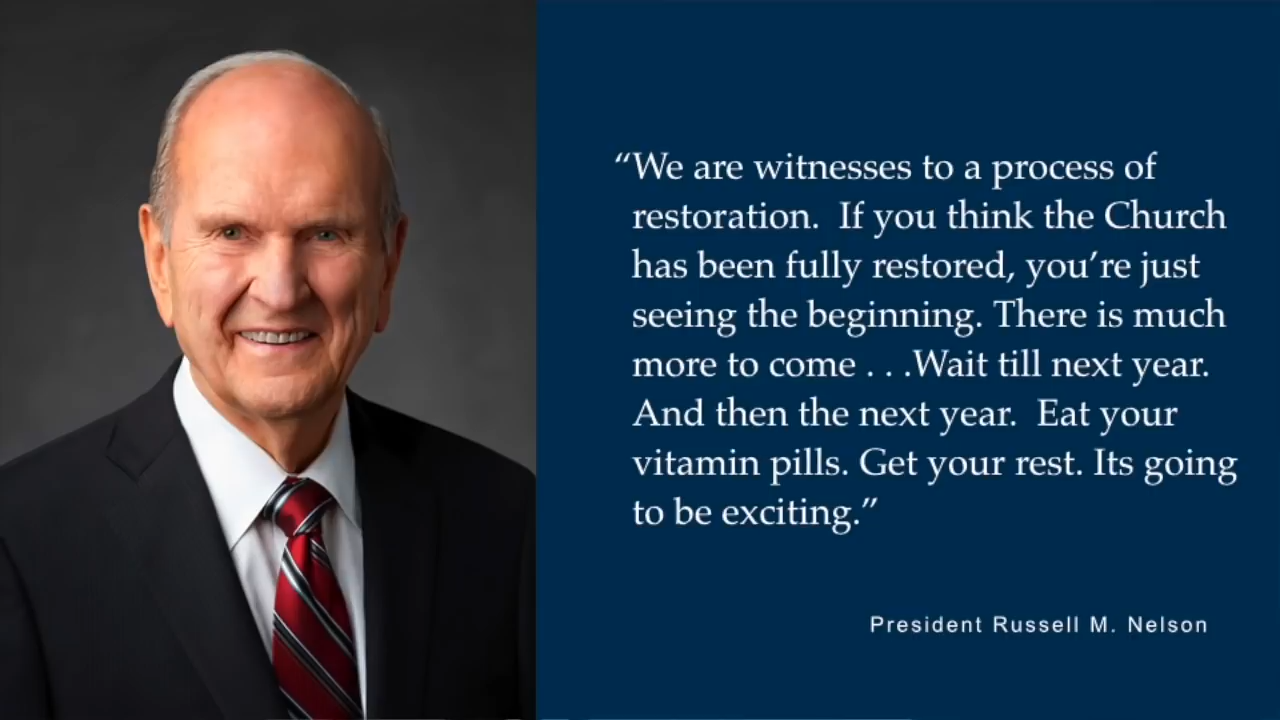 “We are witnesses to a process of
restoration.  If you think the Church
has been fully restored, you’re just
seeing the beginning. There is much
more to come . . .Wait till next year.
And then the next year.  Eat your
vitamin pills. Get your rest. Its going
to be exciting.”
President Russell M. Nelson